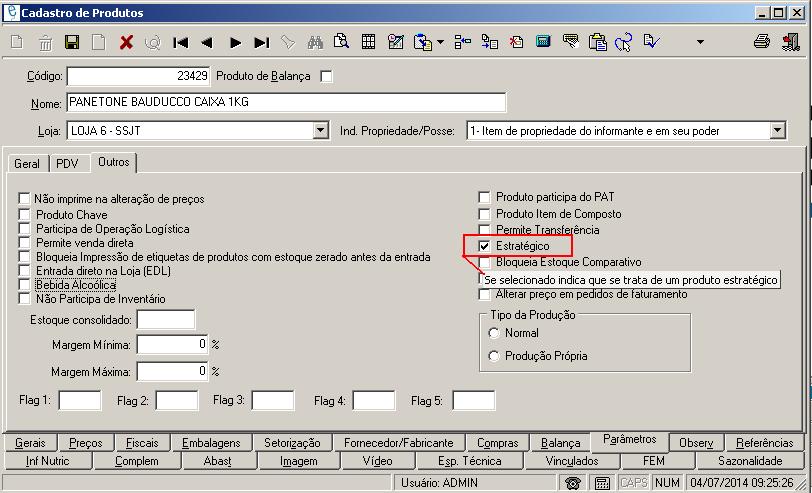 Cadastro de Produtos
Código: 23429 Produto de Balança
Nome: PANETONE BAUDUCCO CAIXA 1KG
Loja: LOJA 6 - SSJT Ind. Propriedade/Posse: 1- Item de propriedade do informante e em seu poder
Geral PDV Outros
Não imprime na alteração de preços
Produto Chave
Participa de Operação Logística
Permite venda direta
Bloqueia Impressão de etiquetas de produtos com estoque zerado antes da entrada
Entrada direto na Loja (EDL)
Bebida Alcoólica
Não Participa de Inventário
Estoque consolidado:
Margem Mínima: 0 %
Margem Máxima: 0 %
Produto participa do PAT
Produto Item de Composto
Permite Transferência
Estratégico
Bloqueia Estoque Comparativo
Se selecionado indica que se trata de um produto estratégico
Alterar preço em pedidos de faturamento
Tipo da Produção
Normal
Produção Própria
Flag 1: Flag 2: Flag 3: Flag 4: Flag 5:
Gerais Preços Fiscais Embalagens Setorização Fornecedor/Fabricante Compras Balança Parâmetros Observ Referências
Inf Nutric Complem Abast Imagem Vídeo Esp. Técnica Vinculados FEM Sazonalidade
Usuário: ADMIN CAPS NUM 04/07/2014 09:25:26